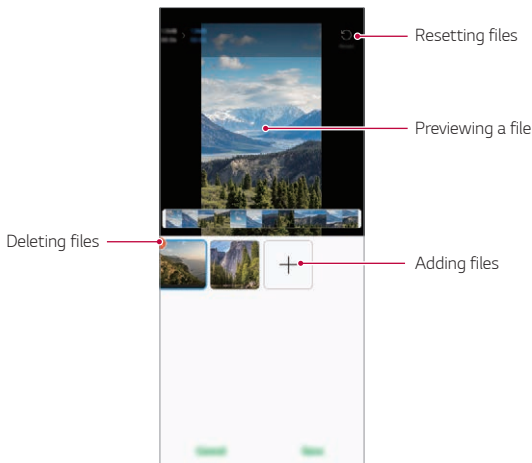 Resetting files
Previewing a file
Deleting files
Adding files